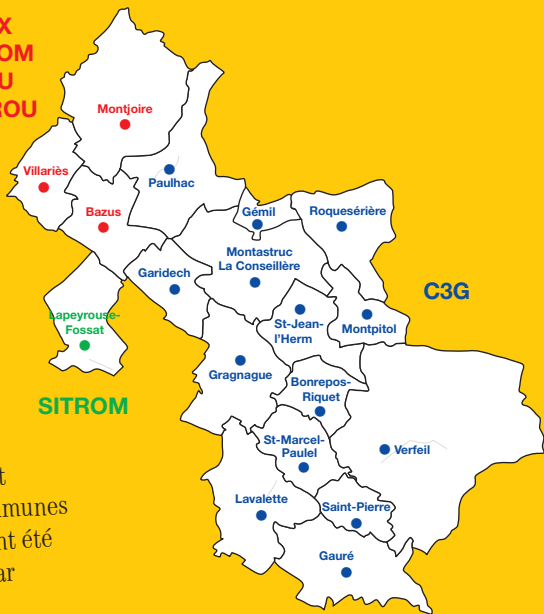 X
OM
U
ROU
Montjoire
Villariès
Paulhac
Bazus
Gémil
Roquesérière
Montastruc
La Conseillère
Garidech
C3G
Lapeyrouse-
Fossat
St-Jean-
l'Herm
Montpitol
Gragnague
Bonrepos-
Riquet
SITROM
St-Marcel-
Paulel
Verfeil
t
munes
Lavalette
Saint-Pierre
nt été
Gauré
ar